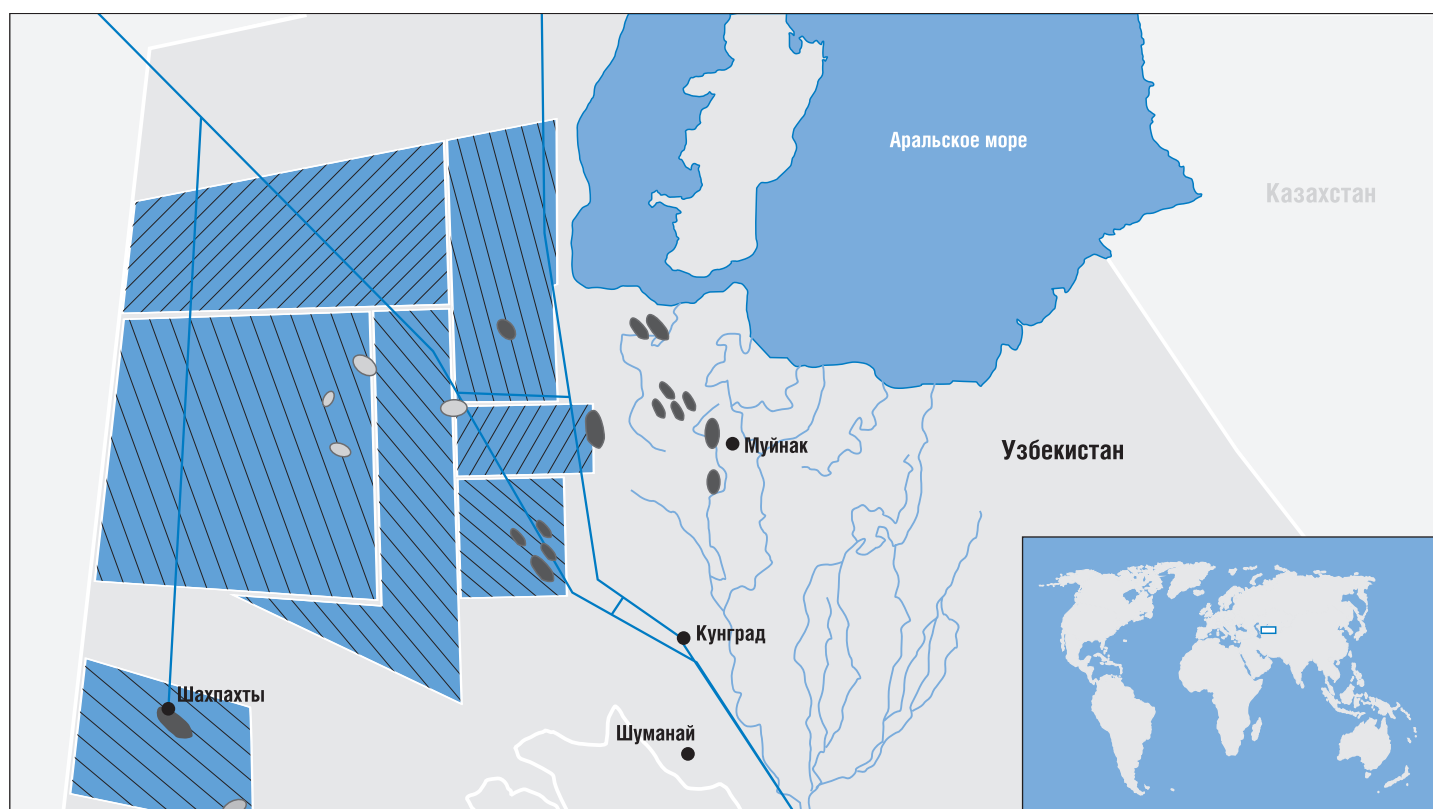 Аральское море
Казахстан
Муйнак
Узбекистан
Кунград
Шахпахты
Шуманай